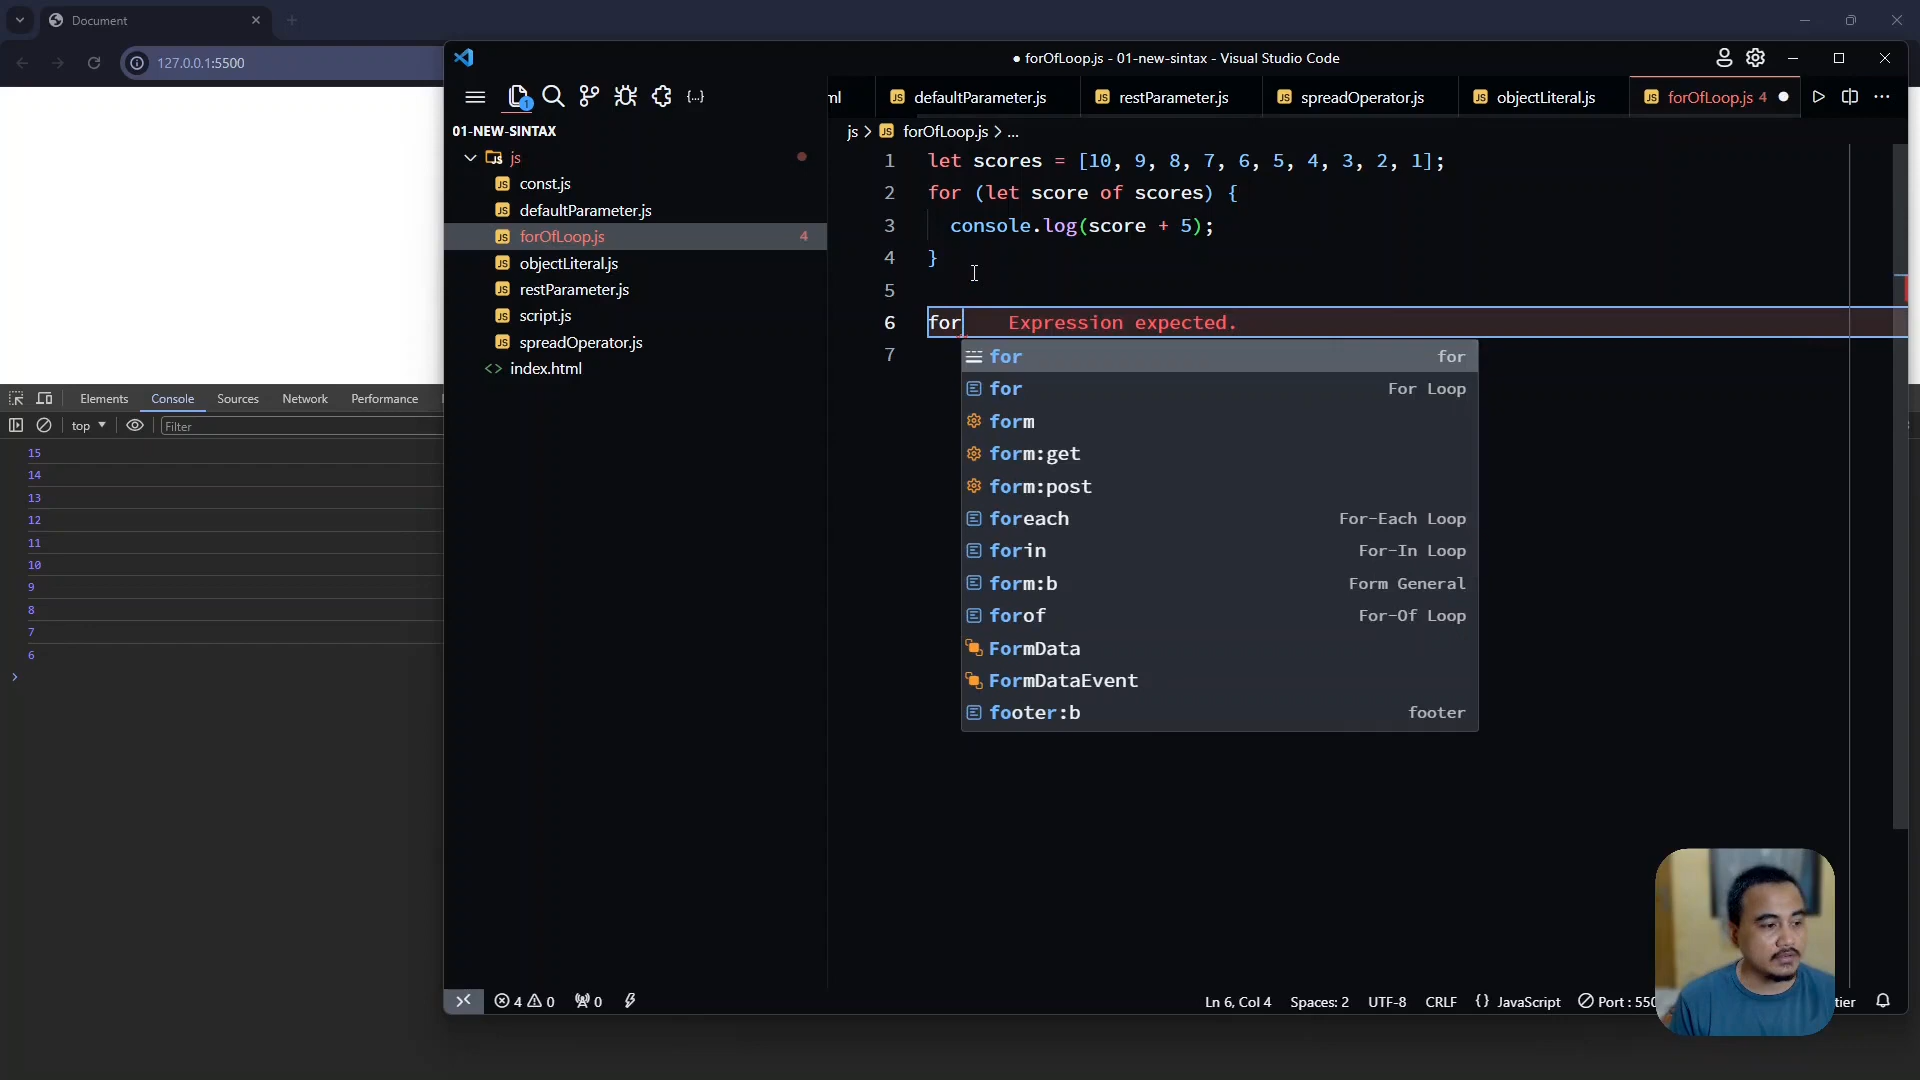 Document
127.0.0.1:5500
forOfLoop.js - 01-new-sintax - Visual Studio Code
ml
defaultParameter.js
restParameter.js
spreadOperator.js
objectLiteral.js
forOfLoop.js 4
01-NEW-SINTAX
js > forOfLoop.js > ...
js
const.js
defaultParameter.js
forOfLoop.js 4
objectLiteral.js
restParameter.js
script.js
spreadOperator.js
index.html
1 let scores = [10, 9, 8, 7, 6, 5, 4, 3, 2, 1];
2 for (let score of scores) {
3 console.log(score + 5);
4 }
5
6 for Expression expected.
7
for for
for For Loop
form
form:get
form:post
foreach For-Each Loop
forin For-In Loop
form:b Form General
forof For-Of Loop
FormData
FormDataEvent
footer:b footer
Elements Console Sources Network Performance
top Filter
15
14
13
12
11
10
9
8
7
6
4 0 0
Ln 6, Col 4 Spaces: 2 UTF-8 CRLF {} JavaScript Port : 550 tier